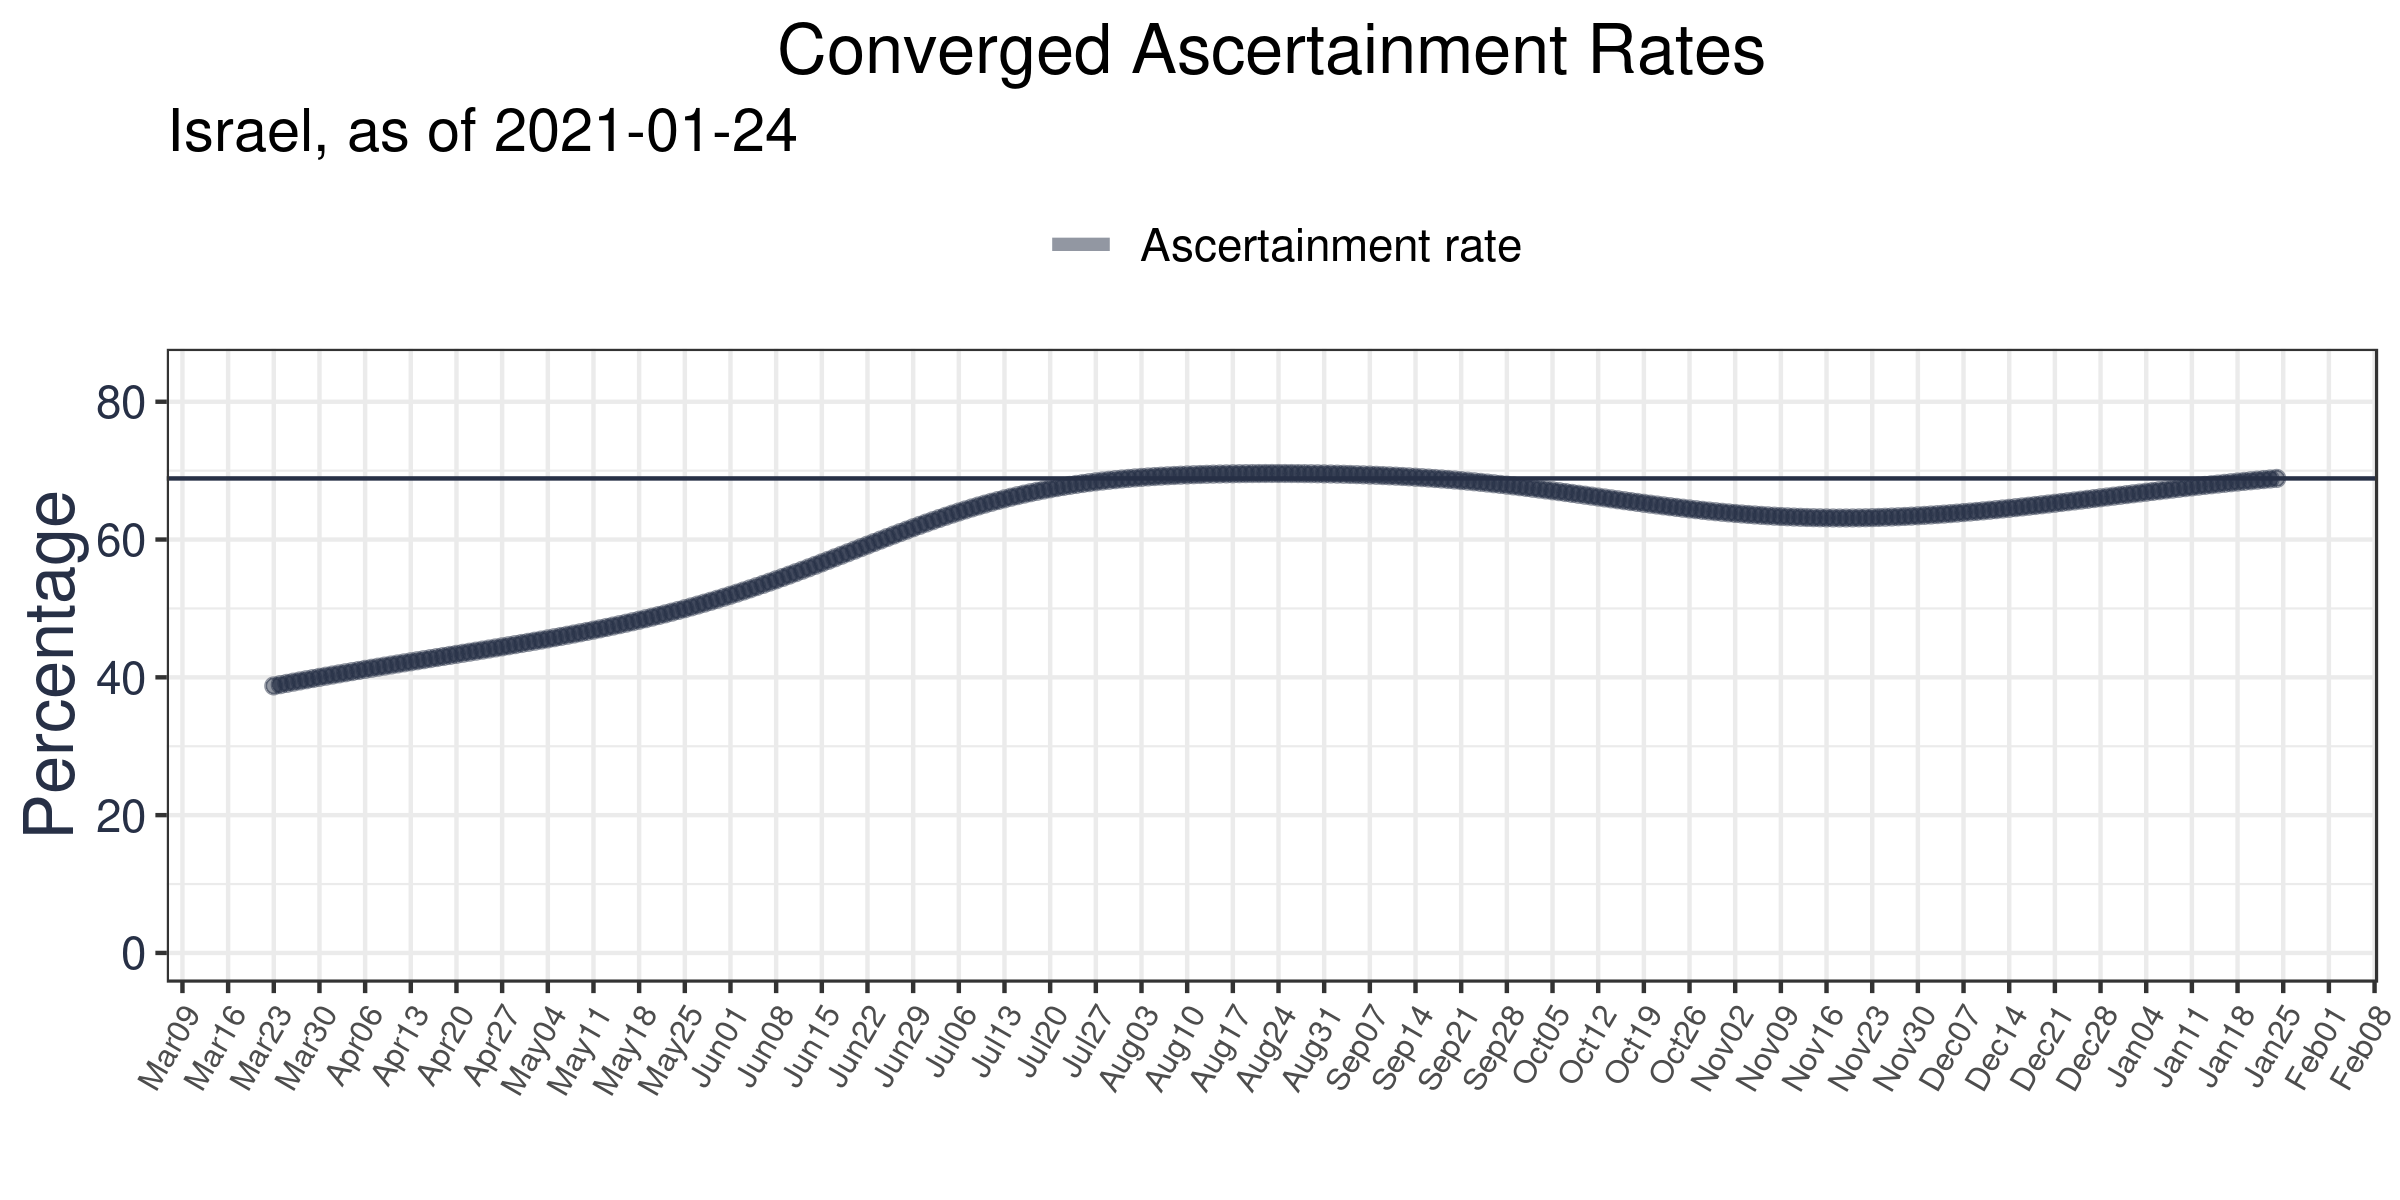 Converged Ascertainment Rates
Israel, as of 2021-01-24
Ascertainment rate
Percentage
80
60
40
20
0
Mar09 Mar16 Mar23 Mar30 Apr06 Apr13 Apr20 Apr27 May04 May11 May18 May25 Jun01 Jun08 Jun15 Jun22 Jun29 Jul06 Jul13 Jul20 Jul27 Aug03 Aug10 Aug17 Aug24 Aug31 Sep07 Sep14 Sep21 Sep28 Oct05 Oct12 Oct19 Oct26 Nov02 Nov09 Nov16 Nov23 Nov30 Dec07 Dec14 Dec21 Dec28 Jan04 Jan11 Jan18 Jan25 Feb01 Feb08